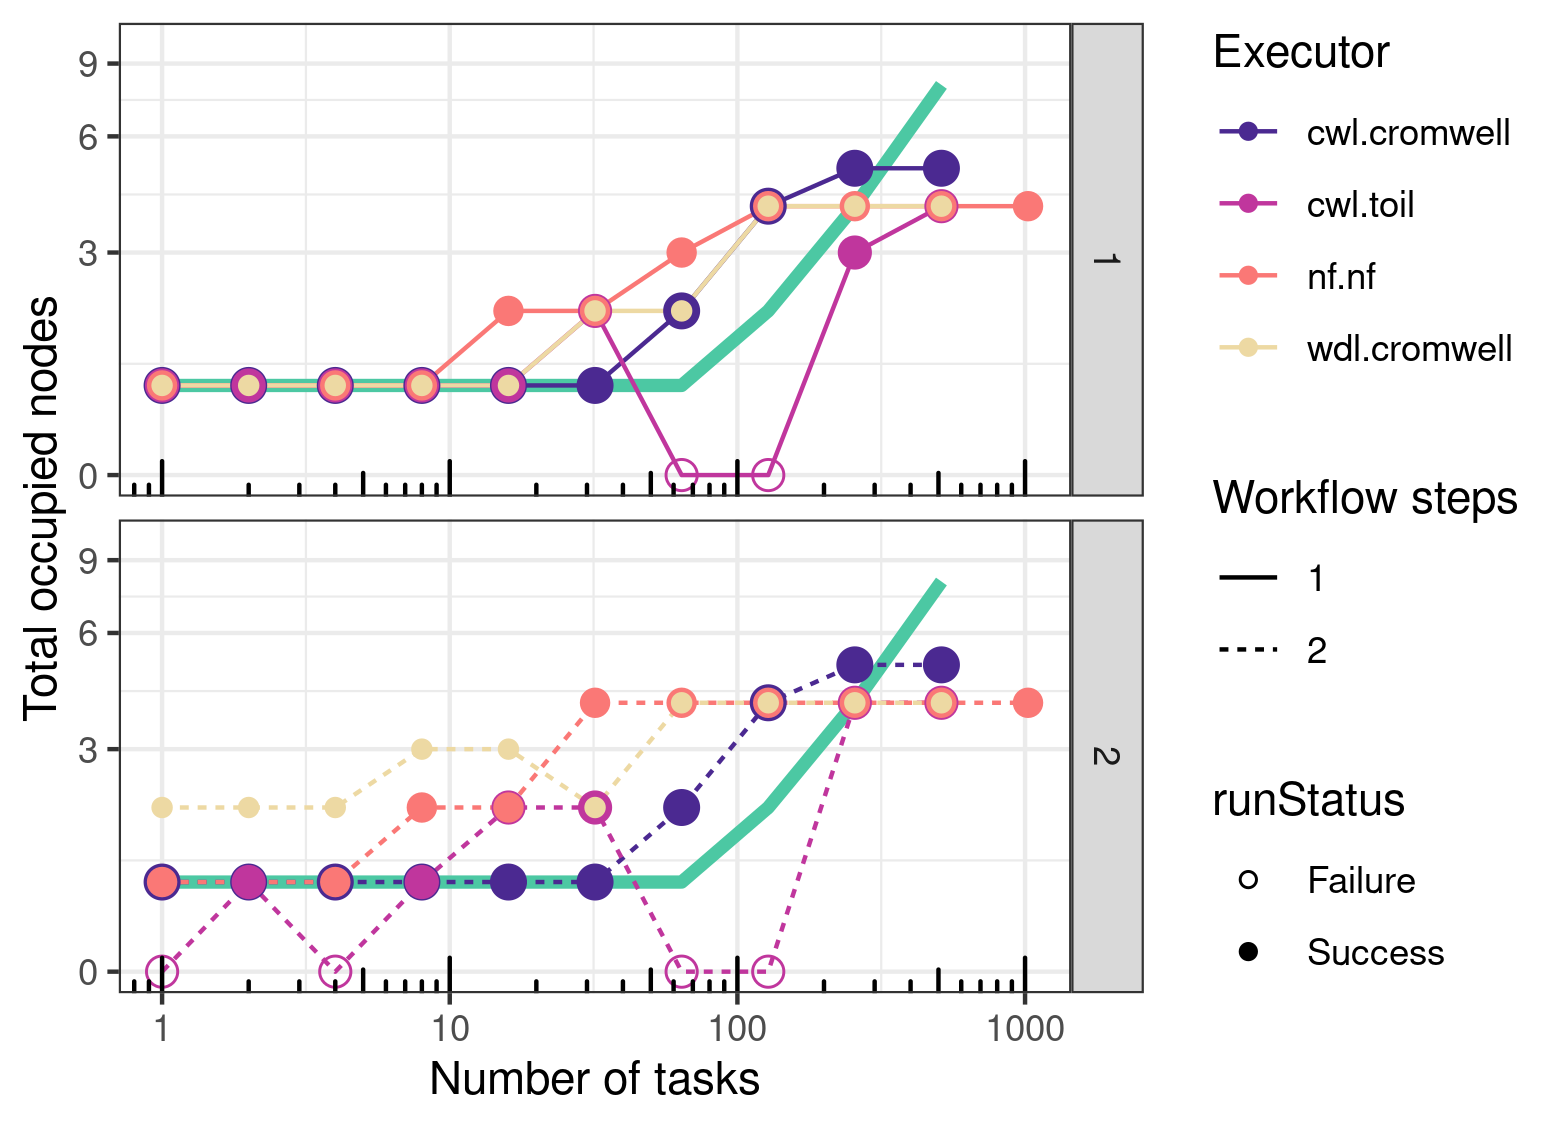 Total occupied nodes
9
6
3
0
1
9
6
3
0
2
1
10
100
1000
Number of tasks
Executor
cwl.cromwell
cwl.toil
nf.nf
wdl.cromwell
Workflow steps
1
2
runStatus
Failure
Success